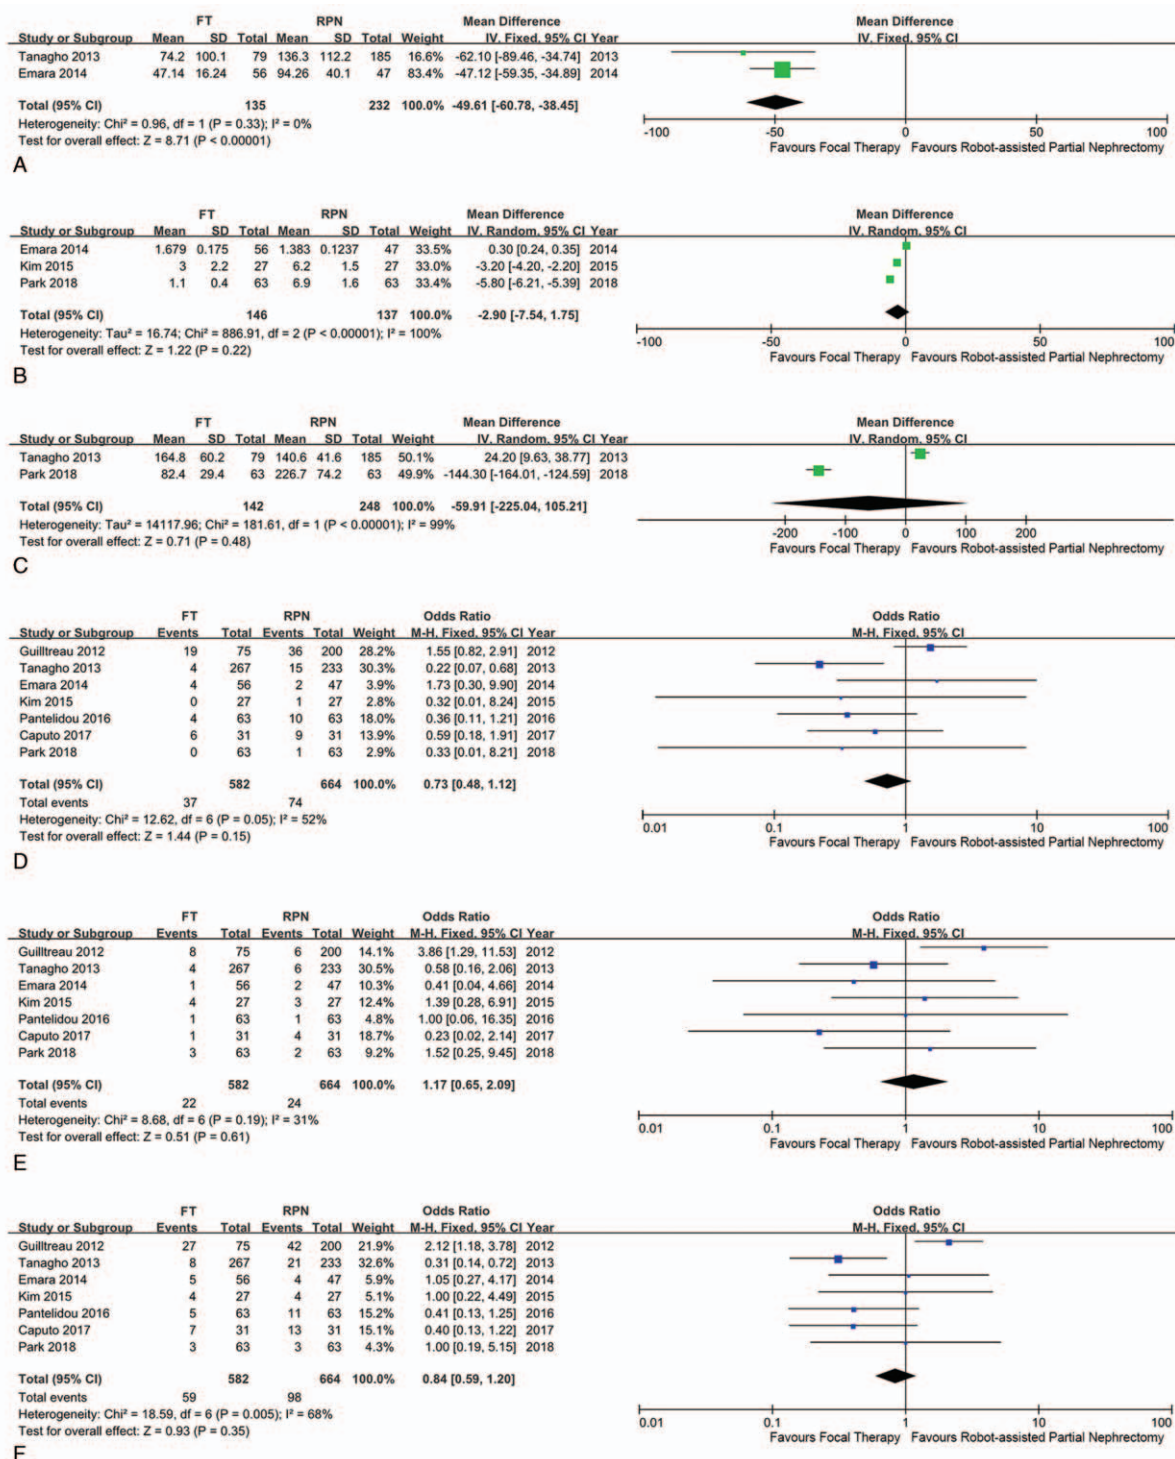 FT RPN Mean Difference Mean Difference
Study or Subgroup Mean SD Total Mean SD Total Weight IV. Fixed. 95% CI Year IV. Fixed. 95% CI
Tanagho 2013 74.2 100.1 79 136.3 112.2 185 16.6% -62.10 [-89.46, -34.74] 2013
Emara 2014 47.14 16.24 56 94.26 40.1 47 83.4% -47.12 [-59.35, -34.89] 2014
Total (95% CI) 135 232 100.0% -49.61 [-60.78, -38.45]
Heterogeneity: Chi² = 0.96, df = 1 (P = 0.33); I² = 0%
Test for overall effect: Z = 8.71 (P < 0.00001)
-100 -50 0 50 100
Favours Focal Therapy Favours Robot-assisted Partial Nephrectomy
A
FT RPN Mean Difference Mean Difference
Study or Subgroup Mean SD Total Mean SD Total Weight IV. Random. 95% CI Year IV. Random. 95% CI
Emara 2014 1.679 0.175 56 1.383 0.1237 47 33.5% 0.30 [0.24, 0.35] 2014
Kim 2015 3 2.2 27 6.2 1.5 27 33.0% -3.20 [-4.20, -2.20] 2015
Park 2018 1.1 0.4 63 6.9 1.6 63 33.4% -5.80 [-6.21, -5.39] 2018
Total (95% CI) 146 137 100.0% -2.90 [-7.54, 1.75]
Heterogeneity: Tau² = 16.74; Chi² = 886.91, df = 2 (P < 0.00001); I² = 100%
Test for overall effect: Z = 1.22 (P = 0.22)
-100 -50 0 50 100
Favours Focal Therapy Favours Robot-assisted Partial Nephrectomy
B
FT RPN Mean Difference Mean Difference
Study or Subgroup Mean SD Total Mean SD Total Weight IV. Random. 95% CI Year IV. Random. 95% CI
Tanagho 2013 164.8 60.2 79 140.6 41.6 185 50.1% 24.20 [9.63, 38.77] 2013
Park 2018 82.4 29.4 63 226.7 74.2 63 49.9% -144.30 [-164.01, -124.59] 2018
Total (95% CI) 142 248 100.0% -59.91 [-225.04, 105.21]
Heterogeneity: Tau² = 14117.96; Chi² = 181.61, df = 1 (P < 0.00001); I² = 99%
Test for overall effect: Z = 0.71 (P = 0.48)
-200 -100 0 100 200
Favours Focal Therapy Favours Robot-assisted Partial Nephrectomy
C
FT RPN Odds Ratio Odds Ratio
Study or Subgroup Events Total Events Total Weight M-H. Fixed. 95% CI Year M-H. Fixed. 95% CI
Guilltreau 2012 19 75 36 200 28.2% 1.55 [0.82, 2.91] 2012
Tanagho 2013 4 267 15 233 30.3% 0.22 [0.07, 0.68] 2013
Emara 2014 4 56 2 47 3.9% 1.73 [0.30, 9.90] 2014
Kim 2015 0 27 1 27 2.8% 0.32 [0.01, 8.24] 2015
Pantelidou 2016 4 63 10 63 18.0% 0.36 [0.11, 1.21] 2016
Caputo 2017 6 31 9 31 13.9% 0.59 [0.18, 1.91] 2017
Park 2018 0 63 1 63 2.9% 0.33 [0.01, 8.21] 2018
Total (95% CI) 582 664 100.0% 0.73 [0.48, 1.12]
Total events 37 74
Heterogeneity: Chi² = 12.62, df = 6 (P = 0.05); I² = 52%
Test for overall effect: Z = 1.44 (P = 0.15)
0.01 0.1 1 10 100
Favours Focal Therapy Favours Robot-assisted Partial Nephrectomy
D
FT RPN Odds Ratio Odds Ratio
Study or Subgroup Events Total Events Total Weight M-H. Fixed. 95% CI Year M-H. Fixed. 95% CI
Guilltreau 2012 8 75 6 200 14.1% 3.86 [1.29, 11.53] 2012
Tanagho 2013 4 267 6 233 30.5% 0.58 [0.16, 2.06] 2013
Emara 2014 1 56 2 47 10.3% 0.41 [0.04, 4.66] 2014
Kim 2015 4 27 3 27 12.4% 1.39 [0.28, 6.91] 2015
Pantelidou 2016 1 63 1 63 4.8% 1.00 [0.06, 16.35] 2016
Caputo 2017 1 31 4 31 18.7% 0.23 [0.02, 2.14] 2017
Park 2018 3 63 2 63 9.2% 1.52 [0.25, 9.45] 2018
Total (95% CI) 582 664 100.0% 1.17 [0.65, 2.09]
Total events 22 24
Heterogeneity: Chi² = 8.68, df = 6 (P = 0.19); I² = 31%
Test for overall effect: Z = 0.51 (P = 0.61)
0.01 0.1 1 10 100
Favours Focal Therapy Favours Robot-assisted Partial Nephrectomy
E
FT RPN Odds Ratio Odds Ratio
Study or Subgroup Events Total Events Total Weight M-H. Fixed. 95% CI Year M-H. Fixed. 95% CI
Guilltreau 2012 27 75 42 200 21.9% 2.12 [1.18, 3.78] 2012
Tanagho 2013 8 267 21 233 32.6% 0.31 [0.14, 0.72] 2013
Emara 2014 5 56 4 47 5.9% 1.05 [0.27, 4.17] 2014
Kim 2015 4 27 4 27 5.1% 1.00 [0.22, 4.49] 2015
Pantelidou 2016 5 63 11 63 15.2% 0.41 [0.13, 1.25] 2016
Caputo 2017 7 31 13 31 15.1% 0.40 [0.13, 1.22] 2017
Park 2018 3 63 3 63 4.3% 1.00 [0.19, 5.15] 2018
Total (95% CI) 582 664 100.0% 0.84 [0.59, 1.20]
Total events 59 98
Heterogeneity: Chi² = 18.59, df = 6 (P = 0.005); I² = 68%
Test for overall effect: Z = 0.93 (P = 0.35)
0.01 0.1 1 10 100
Favours Focal Therapy Favours Robot-assisted Partial Nephrectomy
F